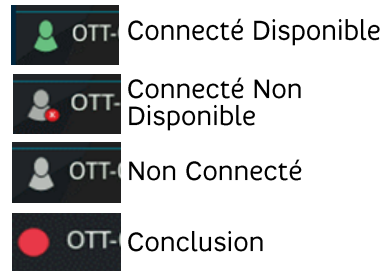 OTT-( Connecté Disponible
OTT- Connecté Non
Disponible
OTT-( Non Connecté
OTT-( Conclusion